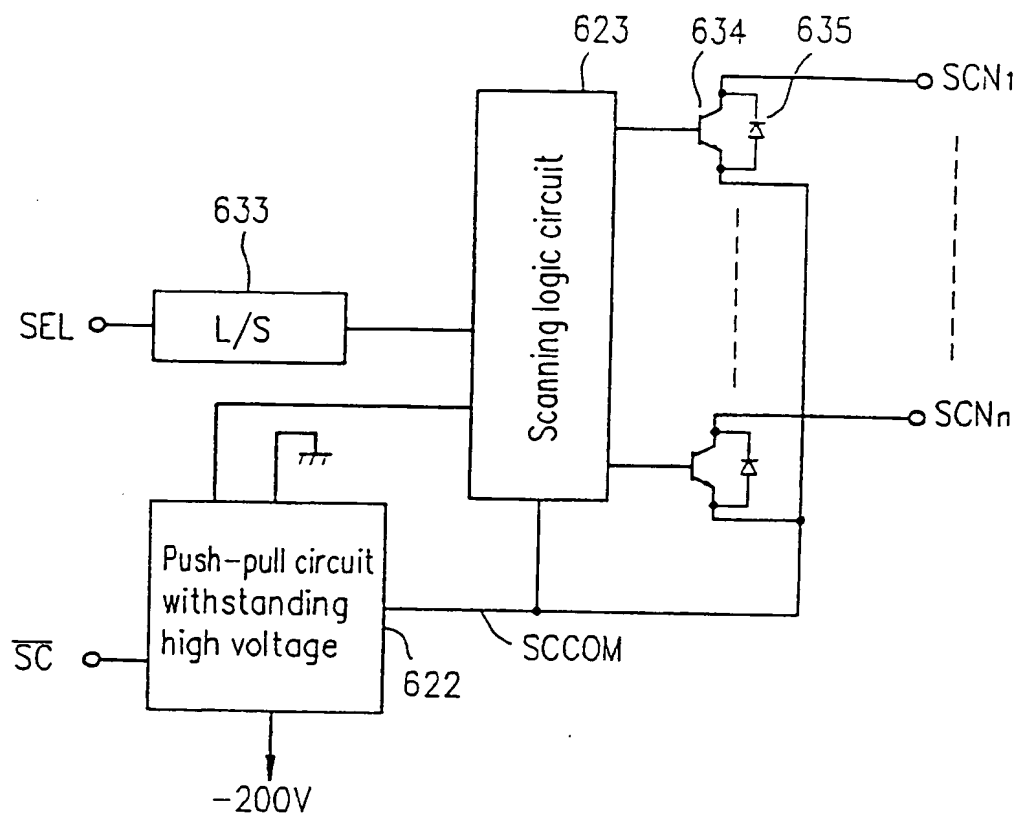 623
634
635
SCN1
633
SEL
L/S
Scanning logic circuit
SCNn
Push-pull circuit
withstanding
high voltage
SC̅
SCCOM
622
-200V